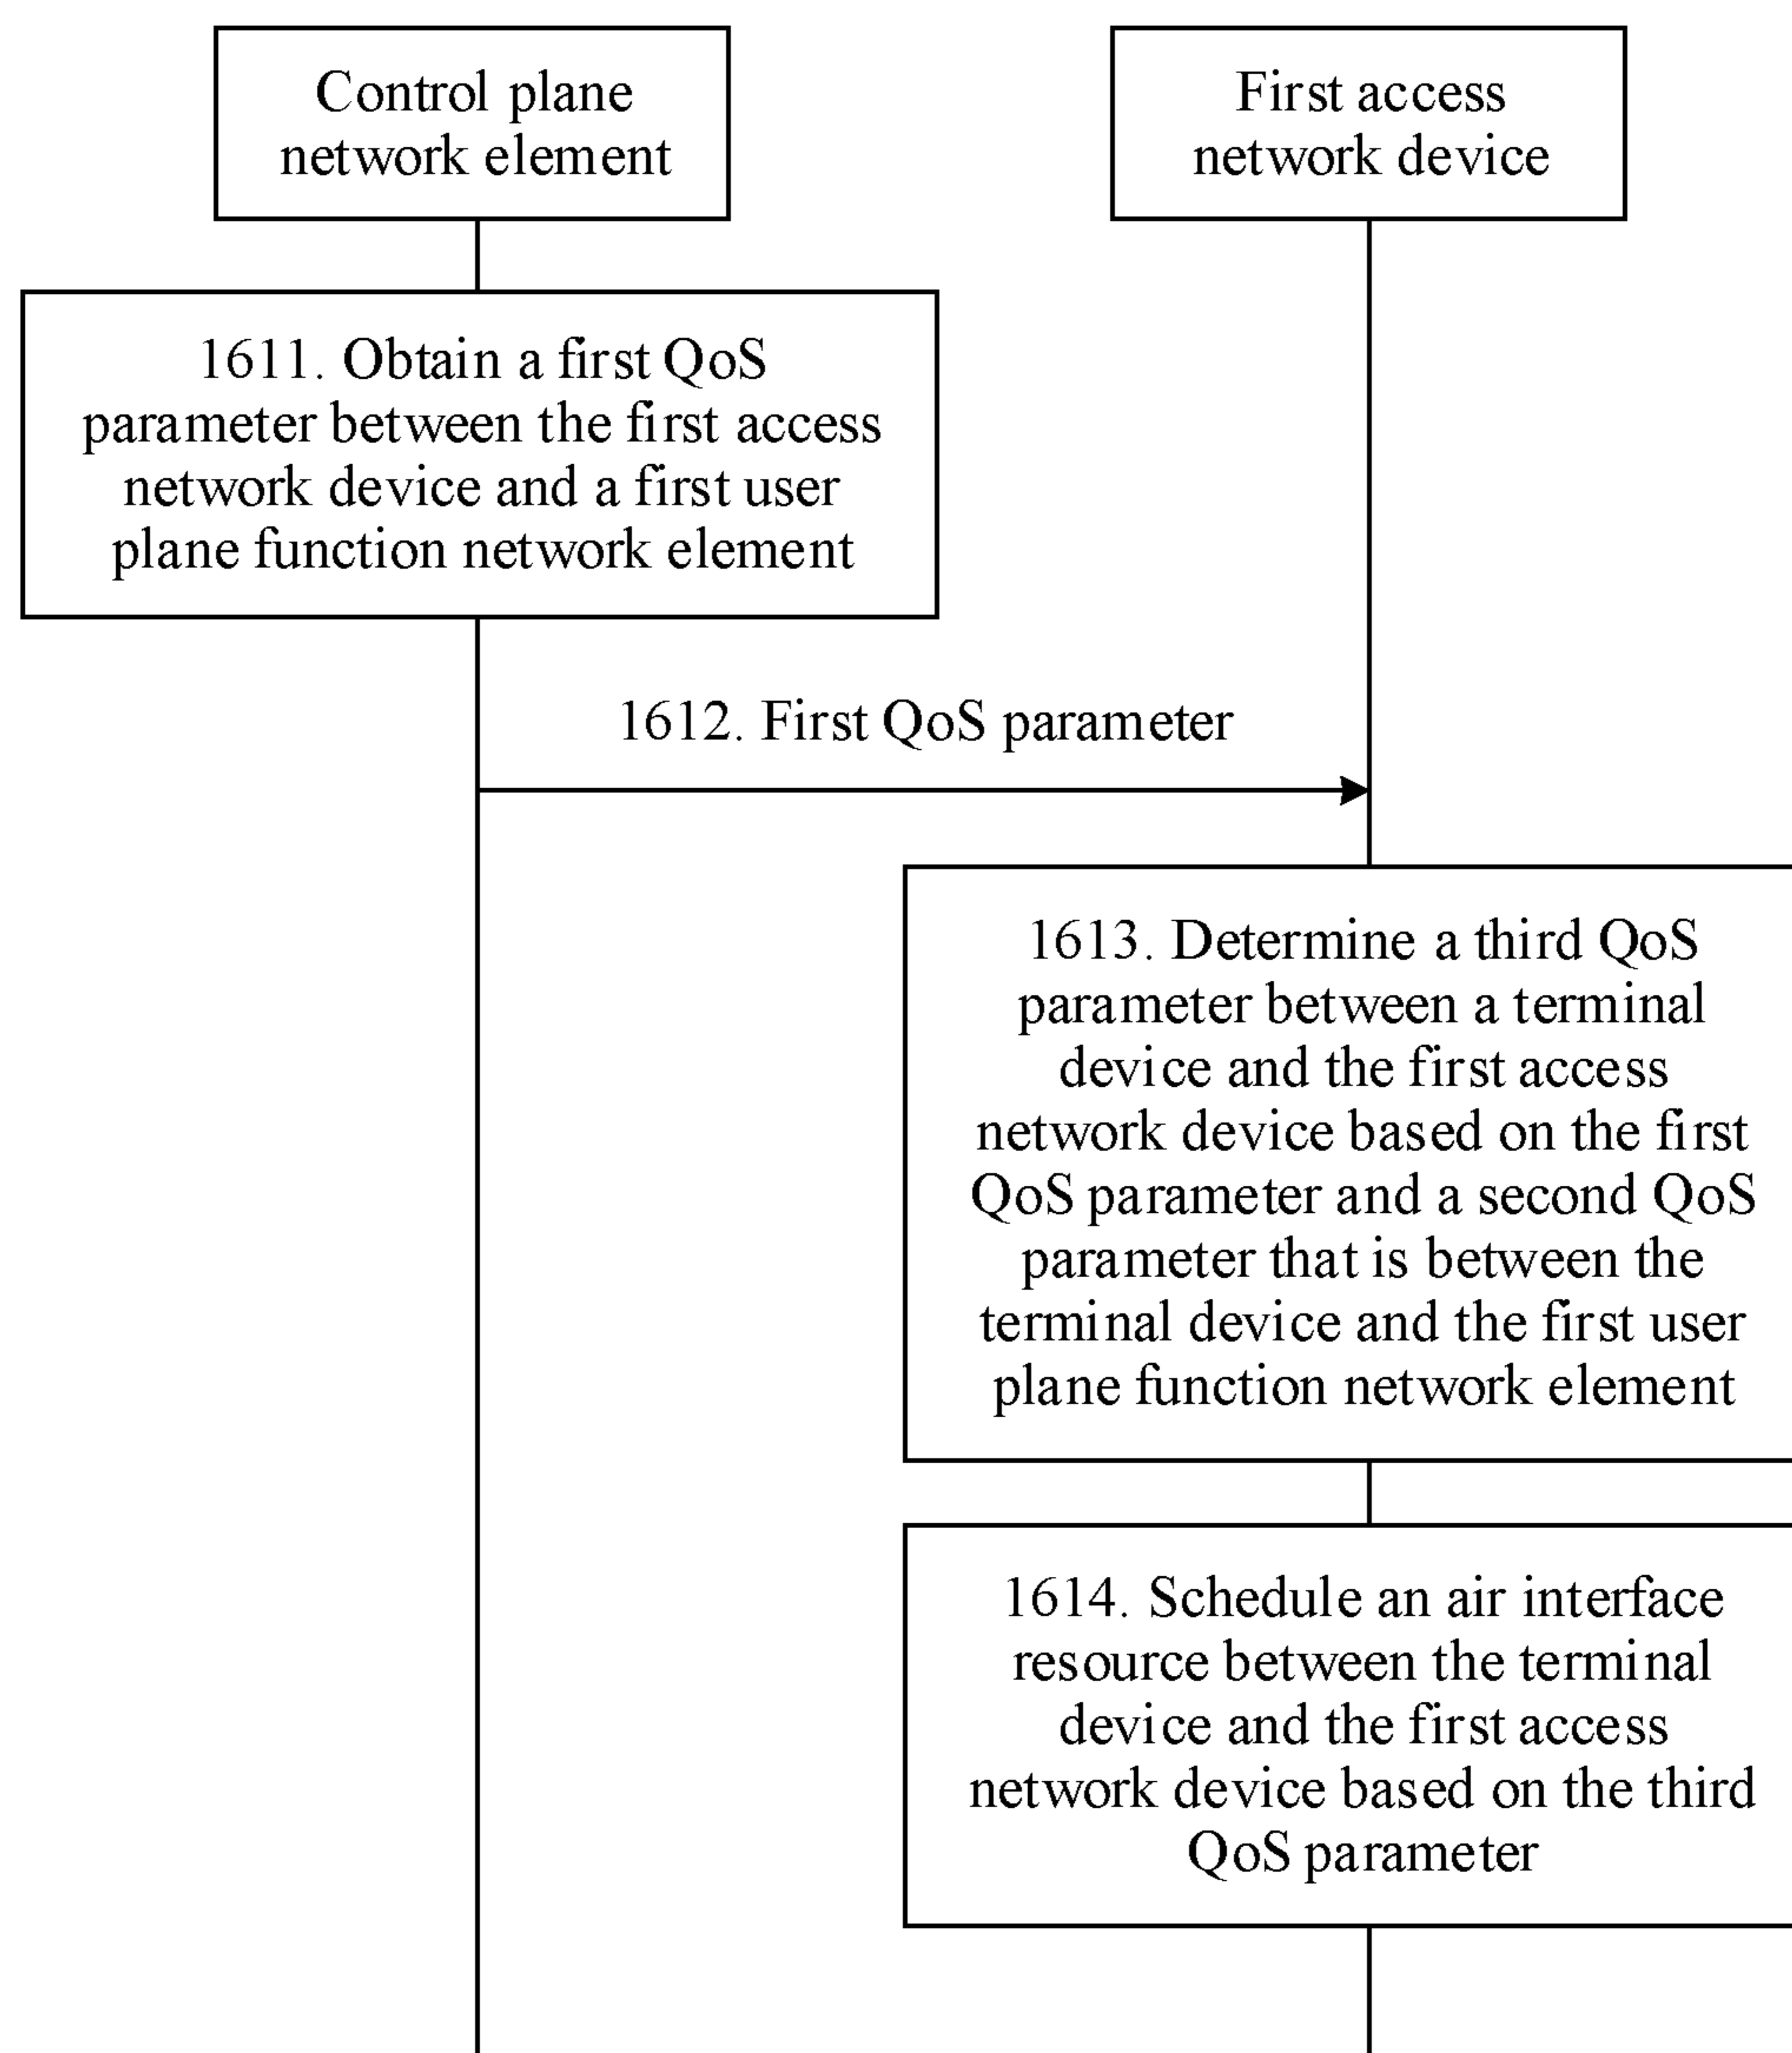 Control plane
network element
First access
network device
1611. Obtain a first QoS
parameter between the first access
network device and a first user
plane function network element
1612. First QoS parameter
1613. Determine a third QoS
parameter between a terminal
device and the first access
network device based on the first
QoS parameter and a second QoS
parameter that is between the
terminal device and the first user
plane function network element
1614. Schedule an air interface
resource between the terminal
device and the first access
network device based on the third
QoS parameter